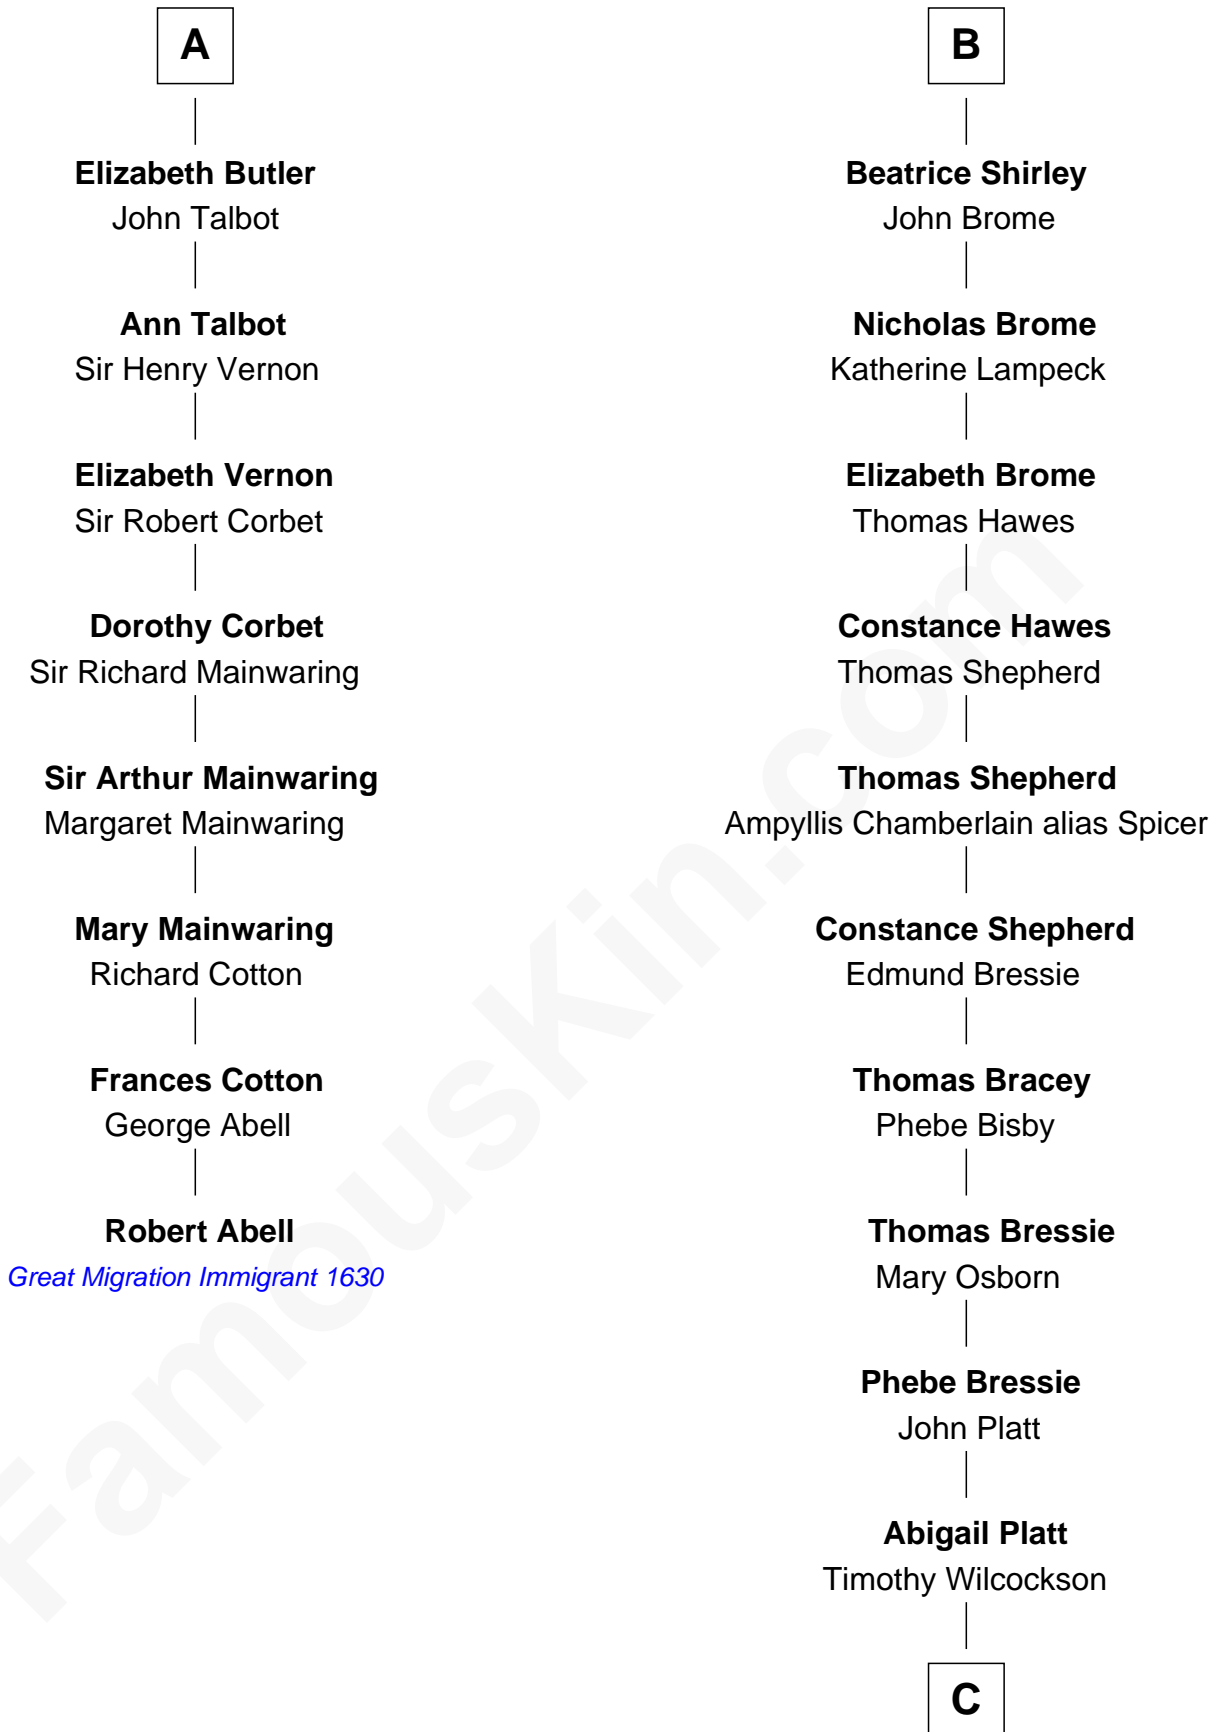 A
Elizabeth Butler
John Talbot
Ann Talbot
Sir Henry Vernon
Elizabeth Vernon
Sir Robert Corbet
Dorothy Corbet
Sir Richard Mainwaring
Sir Arthur Mainwaring
Margaret Mainwaring
Mary Mainwaring
Richard Cotton
Frances Cotton
George Abell
Robert Abell
Great Migration Immigrant 1630
B
Beatrice Shirley
John Brome
Nicholas Brome
Katherine Lampeck
Elizabeth Brome
Thomas Hawes
Constance Hawes
Thomas Shepherd
Thomas Shepherd
Ampyllis Chamberlain alias Spicer
Constance Shepherd
Edmund Bressie
Thomas Bracey
Phebe Bisby
Thomas Bressie
Mary Osborn
Phebe Bressie
John Platt
Abigail Platt
Timothy Wilcockson
C
FamousKin.com